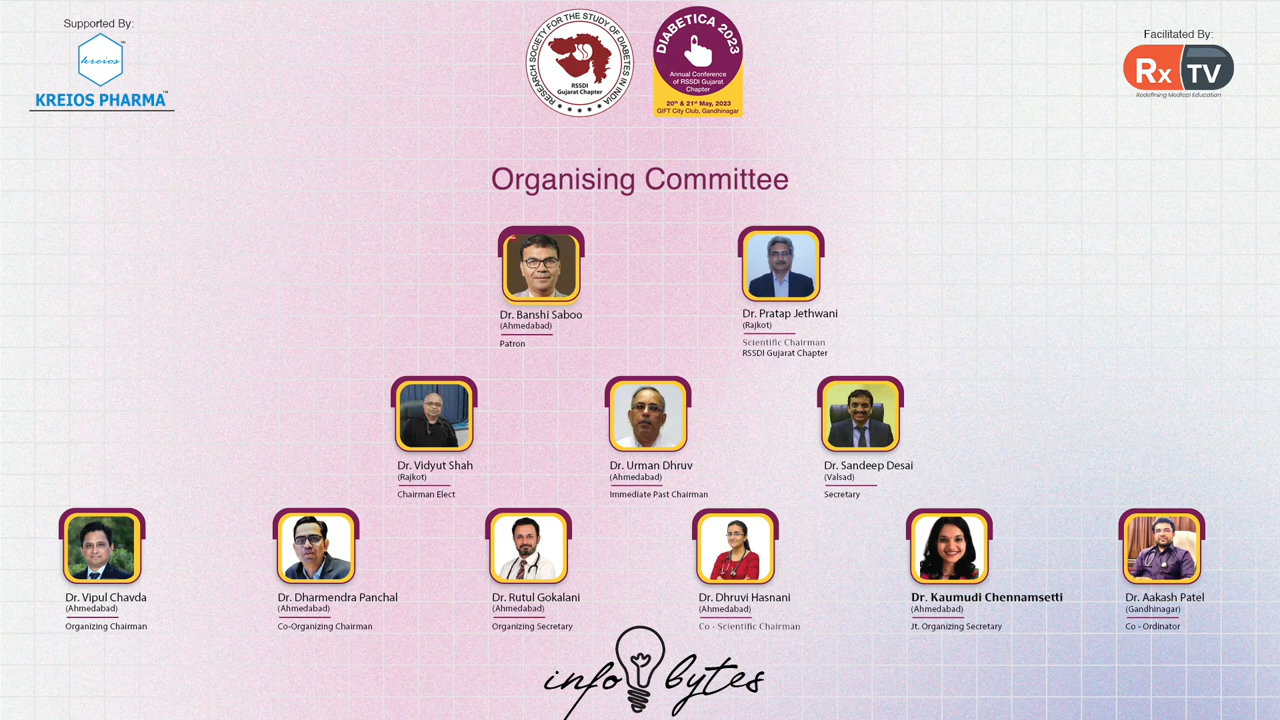 Supported By:
kreios
KREIOS PHARMA™
RESEARCH SOCIETY FOR THE STUDY OF DIABETES IN INDIA
RSSDI
Gujarat Chapter
DIABETICA 2023
Annual Conference
of RSSDI Gujarat
Chapter
20th & 21st May, 2023
GIFT City Club, Gandhinagar
Facilitated By:
Rx TV
Redefining Medical Education
Organising Committee
Dr. Banshi Saboo
(Ahmedabad)
Patron
Dr. Pratap Jethwani
(Rajkot)
Scientific Chairman
RSSDI Gujarat Chapter
Dr. Vidyut Shah
(Rajkot)
Chairman Elect
Dr. Urman Dhruv
(Ahmedabad)
Immediate Past Chairman
Dr. Sandeep Desai
(Valsad)
Secretary
Dr. Vipul Chavda
(Ahmedabad)
Organizing Chairman
Dr. Dharmendra Panchal
(Ahmedabad)
Co-Organizing Chairman
Dr. Rutul Gokalani
(Ahmedabad)
Organizing Secretary
Dr. Dhruvi Hasnani
(Ahmedabad)
Co - Scientific Chairman
Dr. Kaumudi Chennamsetti
(Ahmedabad)
Jt. Organizing Secretary
Dr. Aakash Patel
(Gandhinagar)
Co - Ordinator
info bytes